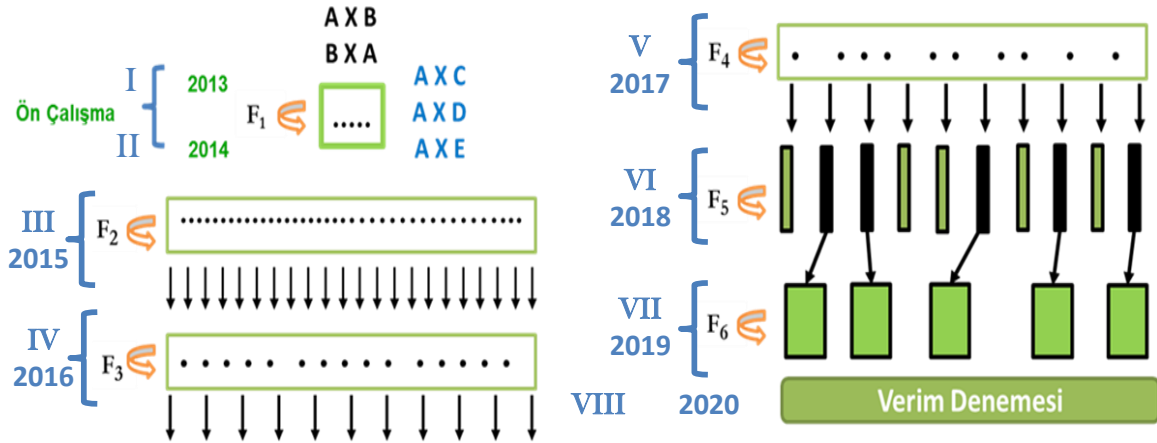 A X B
B X A
I
2013
A X C
Ön Çalışma
F1
A X D
II
2014
A X E
III
2015
F2
IV
2016
F3
V
2017
F4
VI
2018
F5
VII
2019
F6
VIII
2020
Verim Denemesi